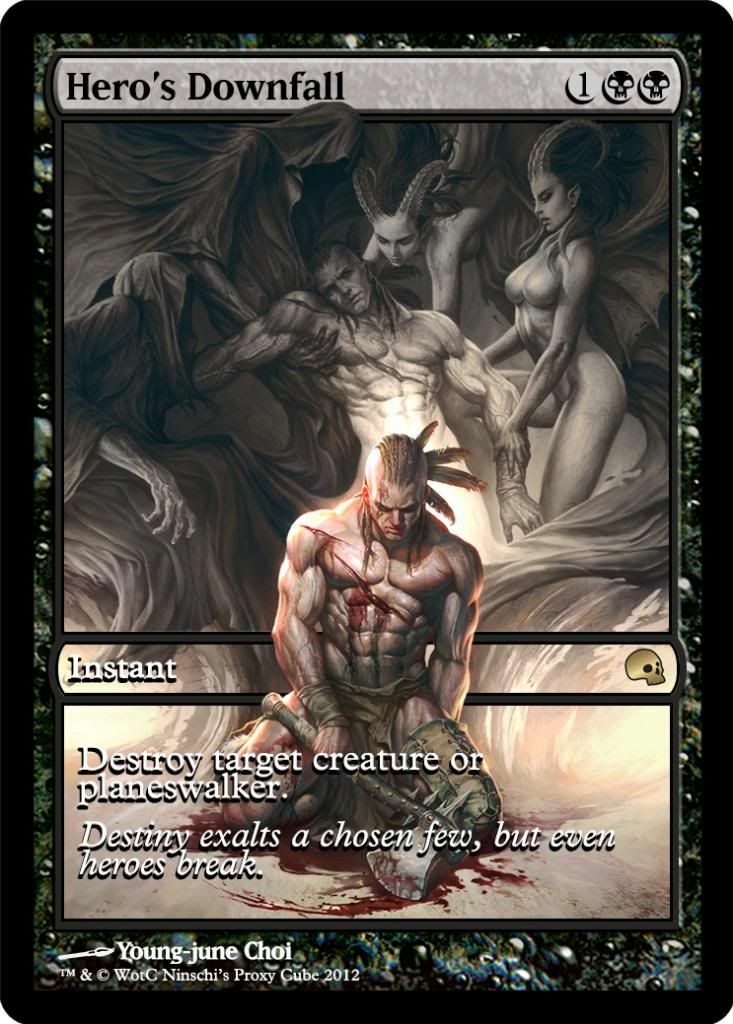 Hero's Downfall 1
Instant
Destroy target creature or
planeswalker.
Destiny exalts a chosen few, but even
heroes break.
Young-june Choi
™ & © WotC Ninschi's Proxy Cube 2012